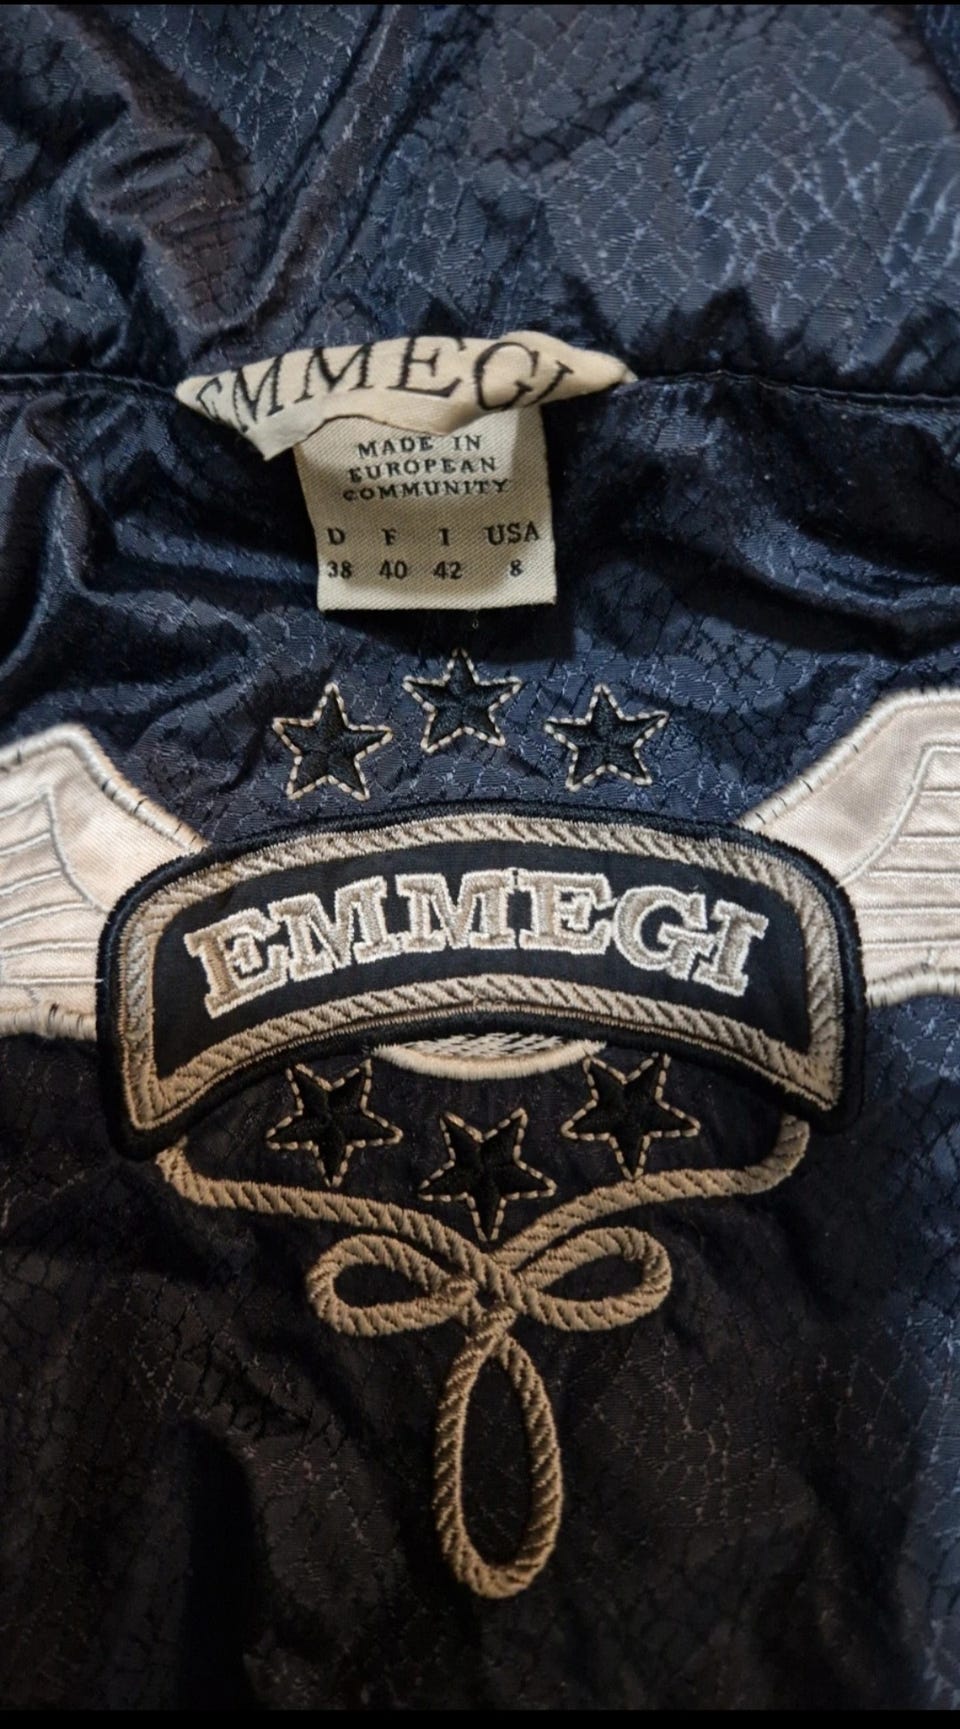 EMMEGI
MADE IN
EUROPEAN
COMMUNITY
D F I USA
38 40 42 8
EMMEGI